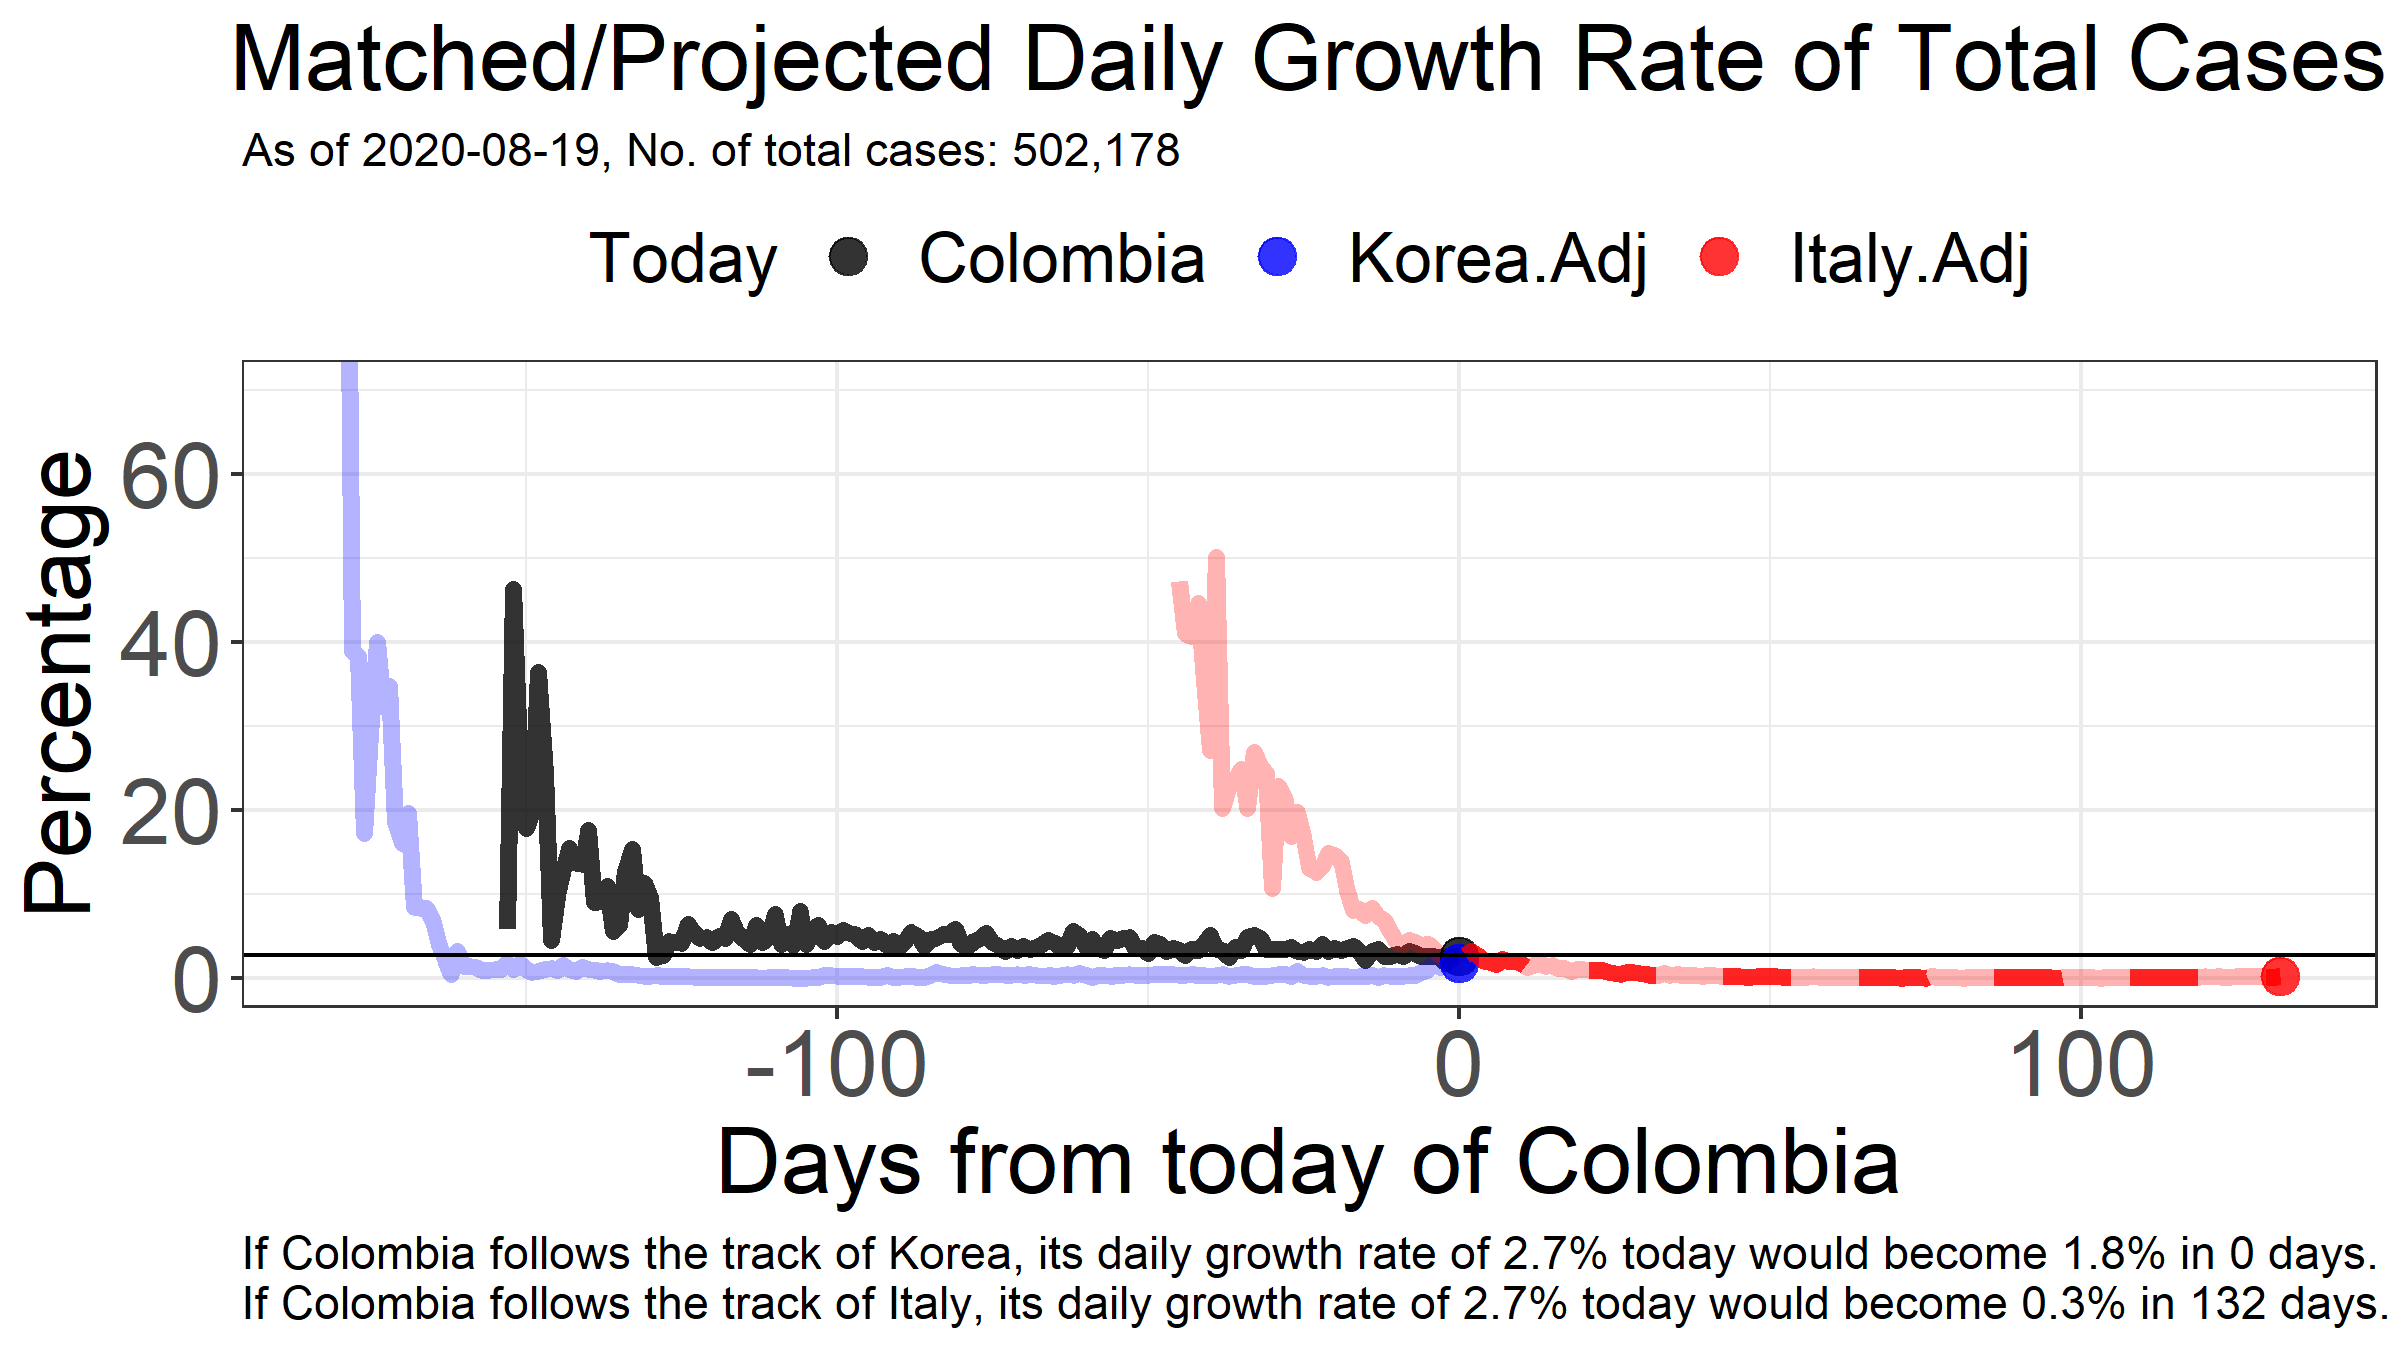 Matched/Projected Daily Growth Rate of Total Cases
As of 2020-08-19, No. of total cases: 502,178
Today Colombia Korea.Adj Italy.Adj
Percentage
60
40
20
0
-100 0 100
Days from today of Colombia
If Colombia follows the track of Korea, its daily growth rate of 2.7% today would become 1.8% in 0 days.
If Colombia follows the track of Italy, its daily growth rate of 2.7% today would become 0.3% in 132 days.